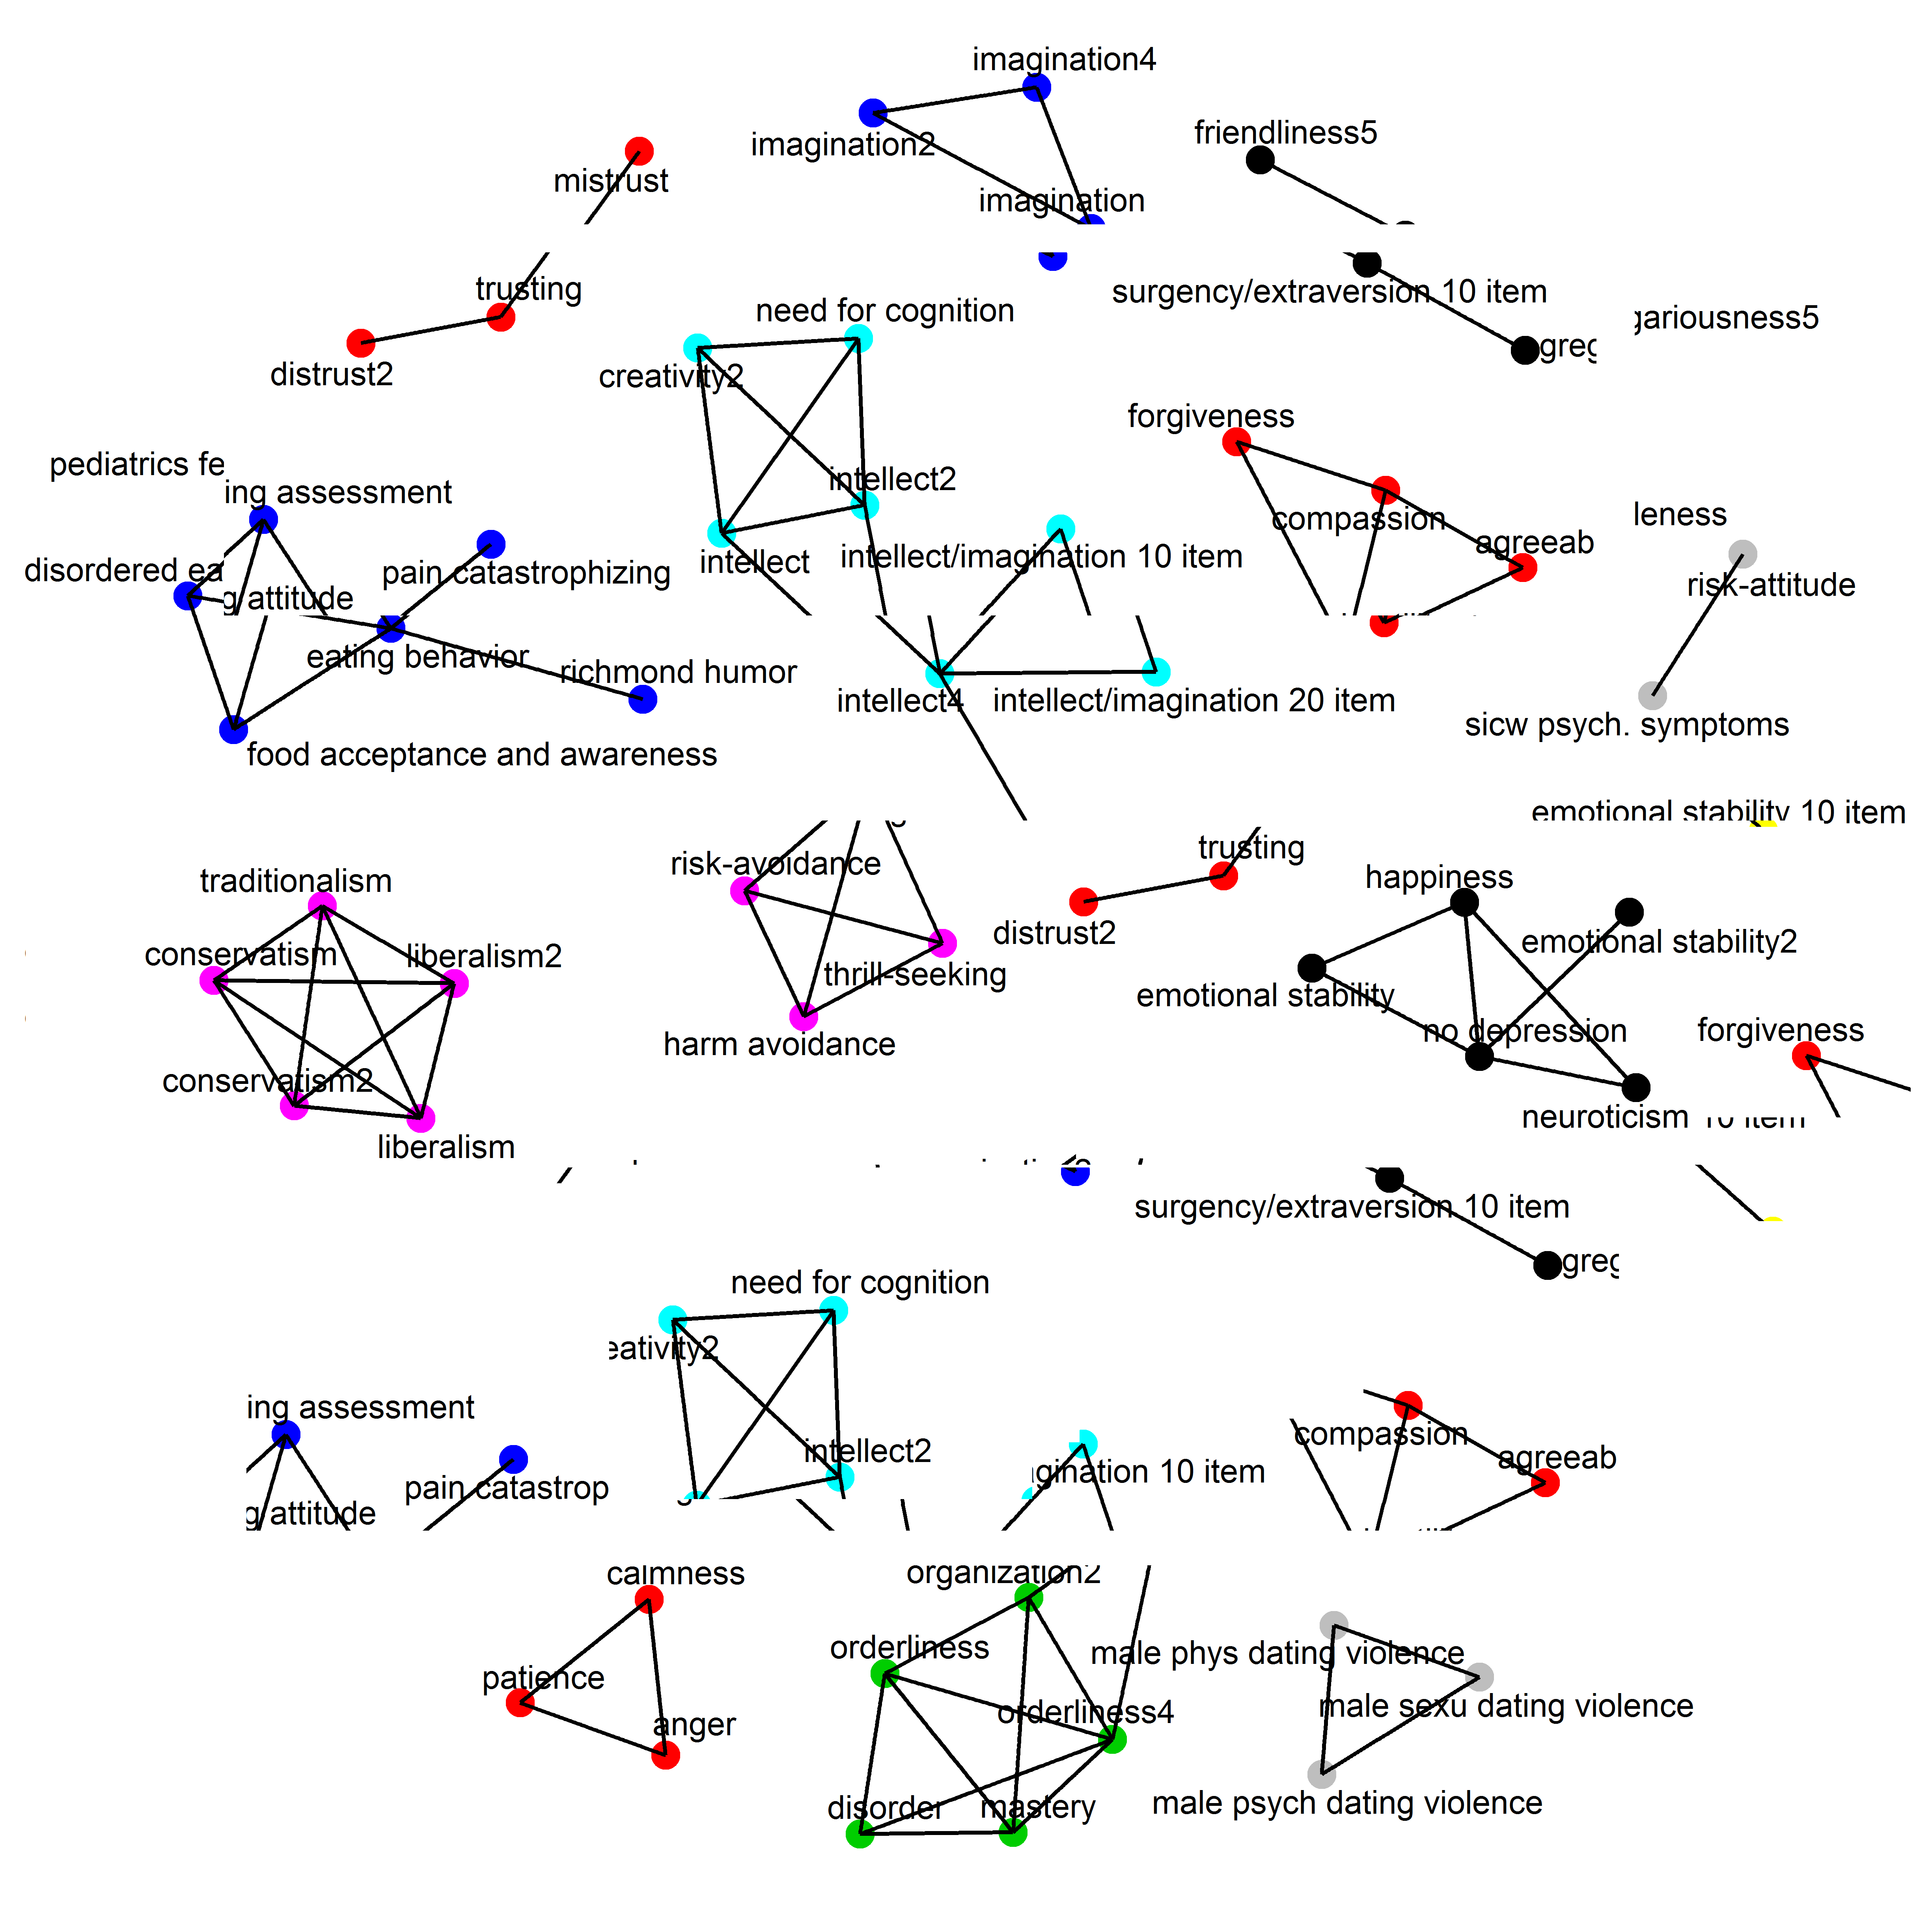 imagination4
friendliness5
imagination2
mistrust
imagination
trusting
surgency/extraversion 10 item
need for cognition
gariousness5
greg
distrust2
creativity2
forgiveness
pediatrics fe
ing assessment
intellect2
compassion
leness
agreeab
disordered ea
g attitude
pain catastrophizing
intellect
intellect/imagination 10 item
risk-attitude
eating behavior
richmond humor
intellect4
intellect/imagination 20 item
sicw psych. symptoms
food acceptance and awareness
emotional stability 10 item
traditionalism
risk-avoidance
trusting
happiness
conservatism
liberalism2
distrust2
emotional stability2
thrill-seeking
emotional stability
harm avoidance
no depression
forgiveness
conservatism2
neuroticism
10 item
liberalism
surgency/extraversion 10 item
greg
need for cognition
eativity2
ing assessment
compassion
intellect2
agreeab
pain catastrop
gination 10 item
g attitude
calmness
organization2
orderliness
male phys dating violence
patience
orderliness4
male sexu dating violence
anger
disorder
mastery
male psych dating violence